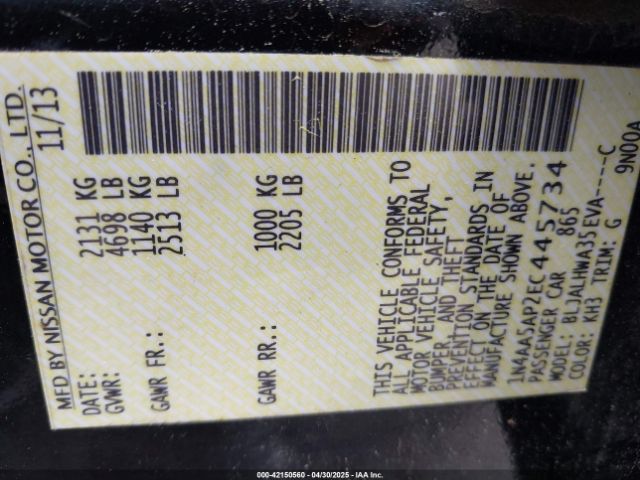 MFD BY NISSAN MOTOR CO., LTD.
DATE: 11/13
GVWR: 2131 KG
4698 LB
GAWR FR.: 1140 KG
2513 LB
GAWR RR.: 1000 KG
2205 LB
THIS VEHICLE CONFORMS TO
ALL APPLICABLE FEDERAL
MOTOR VEHICLE SAFETY,
BUMPER, AND THEFT
PREVENTION STANDARDS IN
EFFECT ON THE DATE OF
MANUFACTURE SHOWN ABOVE.
1N4AA5AP2EC445734
PASSENGER CAR 865
MODEL: BLJALHWA35EVA-----C
COLOR: KH3 TRIM: G 9N00A
000-42150560 - 04/30/2025 - IAA Inc.